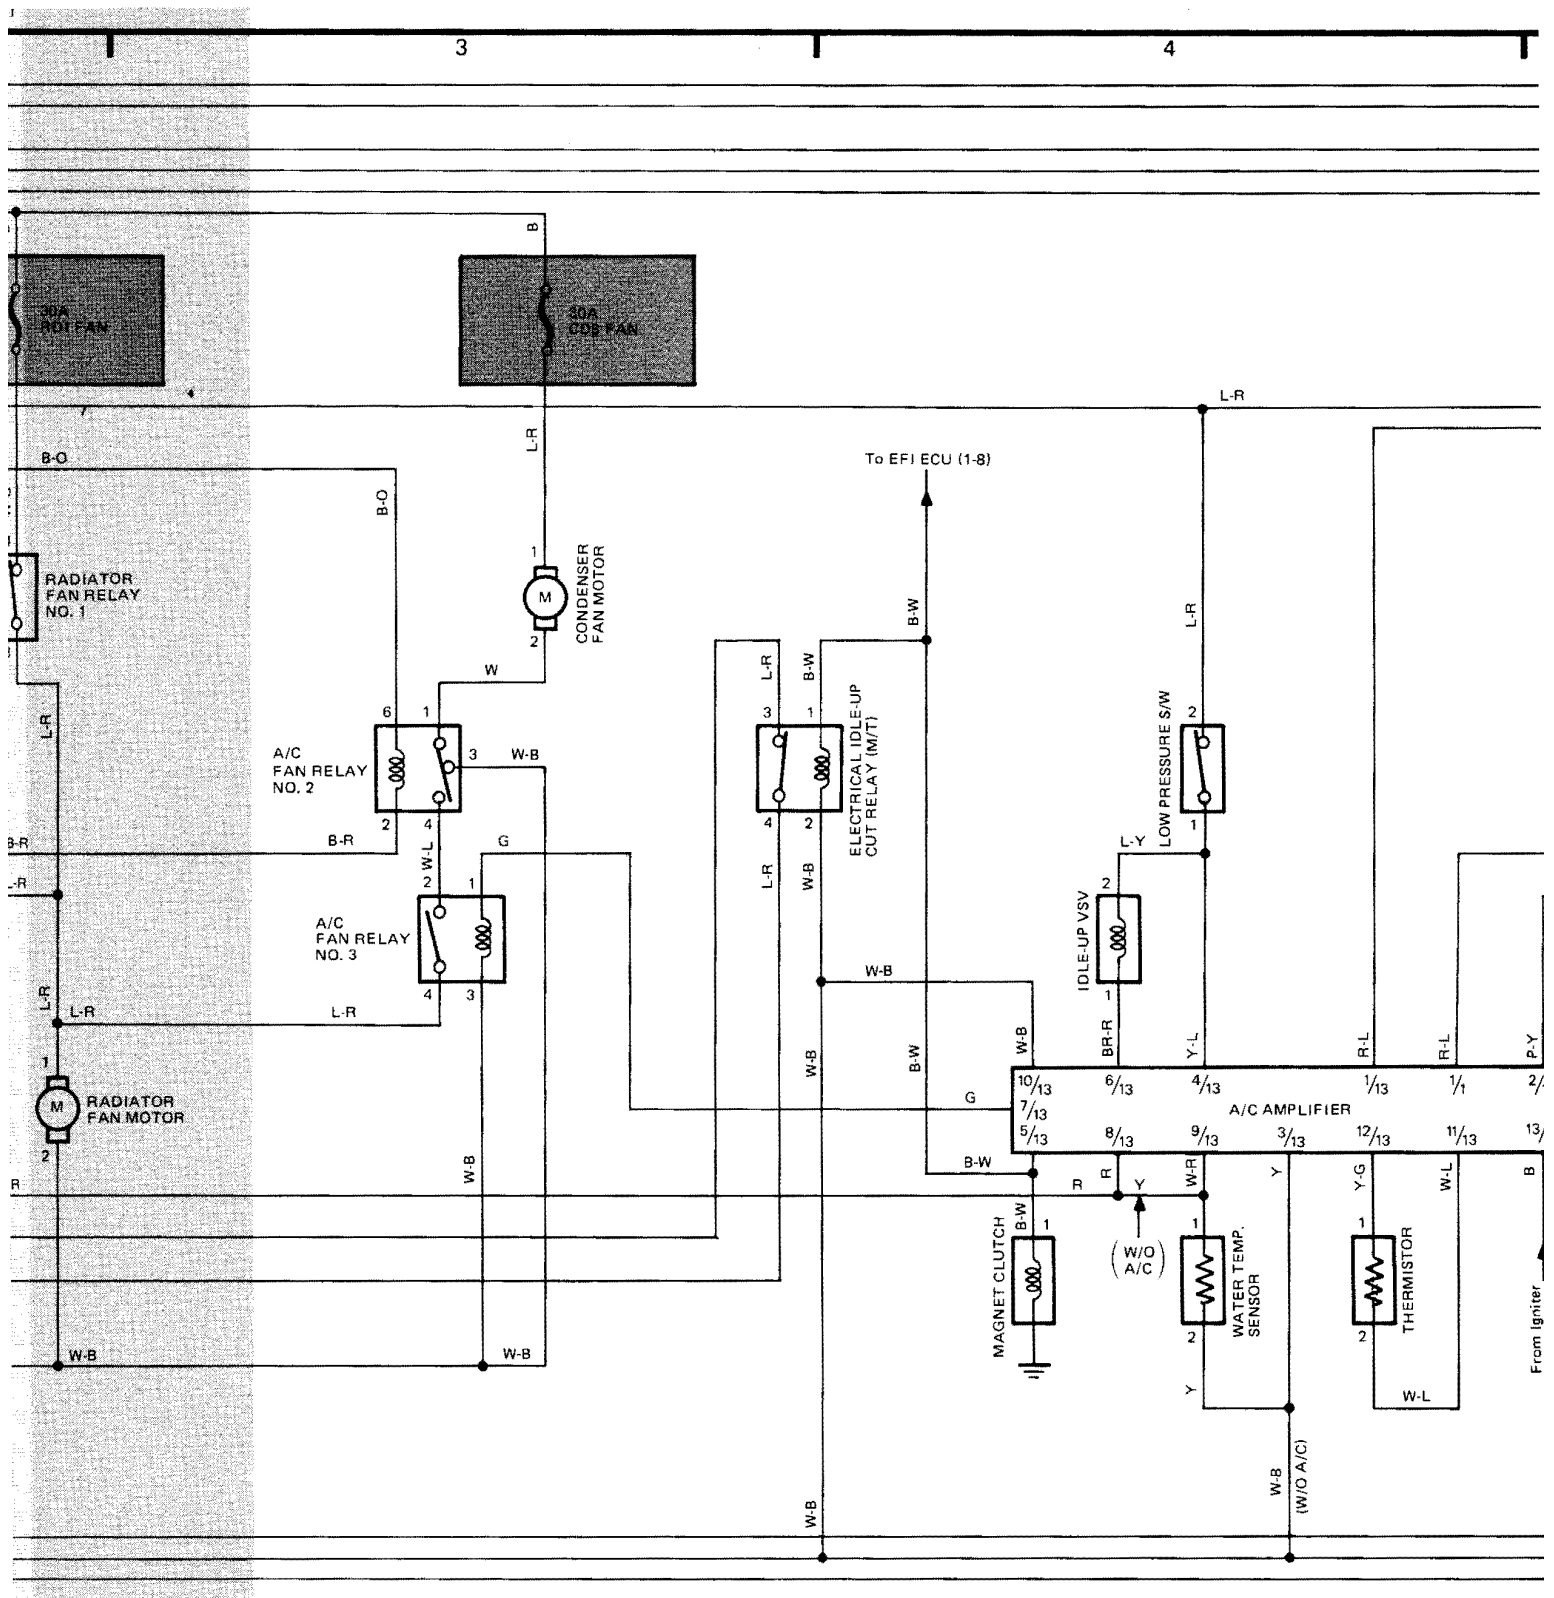 3
4
B
30A
RDI FAN
30A
CDS FAN
L-R
B-O
L-R
To EFI ECU (1-8)
B-O
1
RADIATOR
FAN RELAY
NO. 1
M
CONDENSER
FAN MOTOR
2
L-R
B-W
W
L-R
B-W
L-R
6
1
3
1
2
A/C
FAN RELAY
NO. 2
3
W-B
ELECTRICAL IDLE-UP
CUT RELAY (M/T)
LOW PRESSURE S/W
2
4
4
2
1
B-R
B-R
W-L
G
L-Y
L-R
2
1
L-R
W-B
2
A/C
FAN RELAY
NO. 3
IDLE-UP VSV
W-B
L-R
4
3
1
L-R
L-R
W-B
BR-R
Y-L
R-L
R-L
P-Y
W-B
B-W
1
10/13
6/13
4/13
1/13
1/1
2/
M
RADIATOR
FAN MOTOR
G
7/13
A/C AMPLIFIER
5/13
8/13
9/13
3/13
12/13
11/13
13/
2
W-B
B-W
R
W-R
Y
Y-G
W-L
B
R
R
Y
B-W
1
1
1
MAGNET CLUTCH
(W/O
A/C)
WATER TEMP.
SENSOR
THERMISTOR
2
2
From Igniter
W-B
W-B
Y
W-L
W-B
W-B
(W/O A/C)